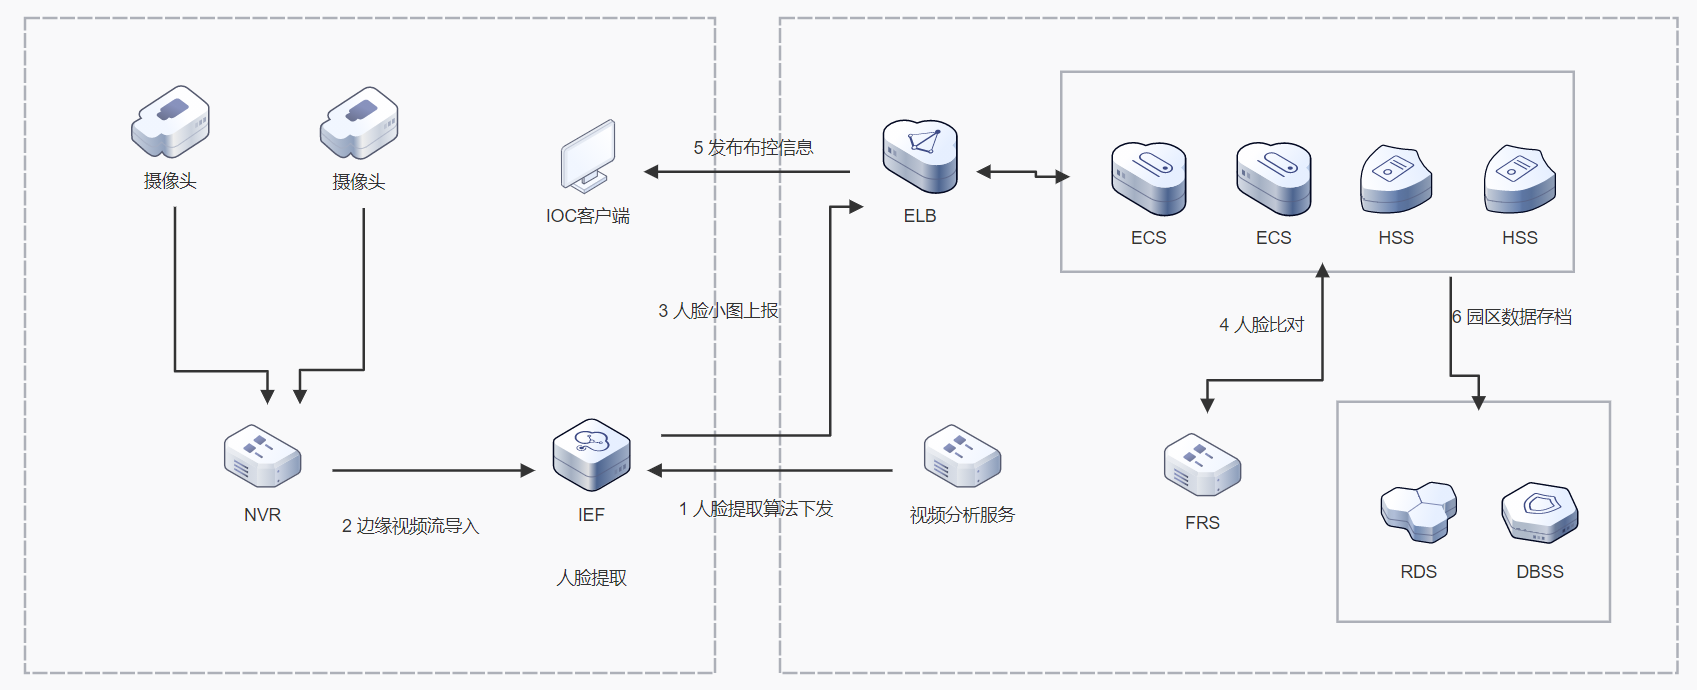 摄像头
摄像头
IOC客户端
5 发布布控信息
ELB
ECS
ECS
HSS
HSS
3 人脸小图上报
4 人脸比对
6 园区数据存档
NVR
2 边缘视频流导入
IEF
人脸提取
1 人脸提取算法下发
视频分析服务
FRS
RDS
DBSS